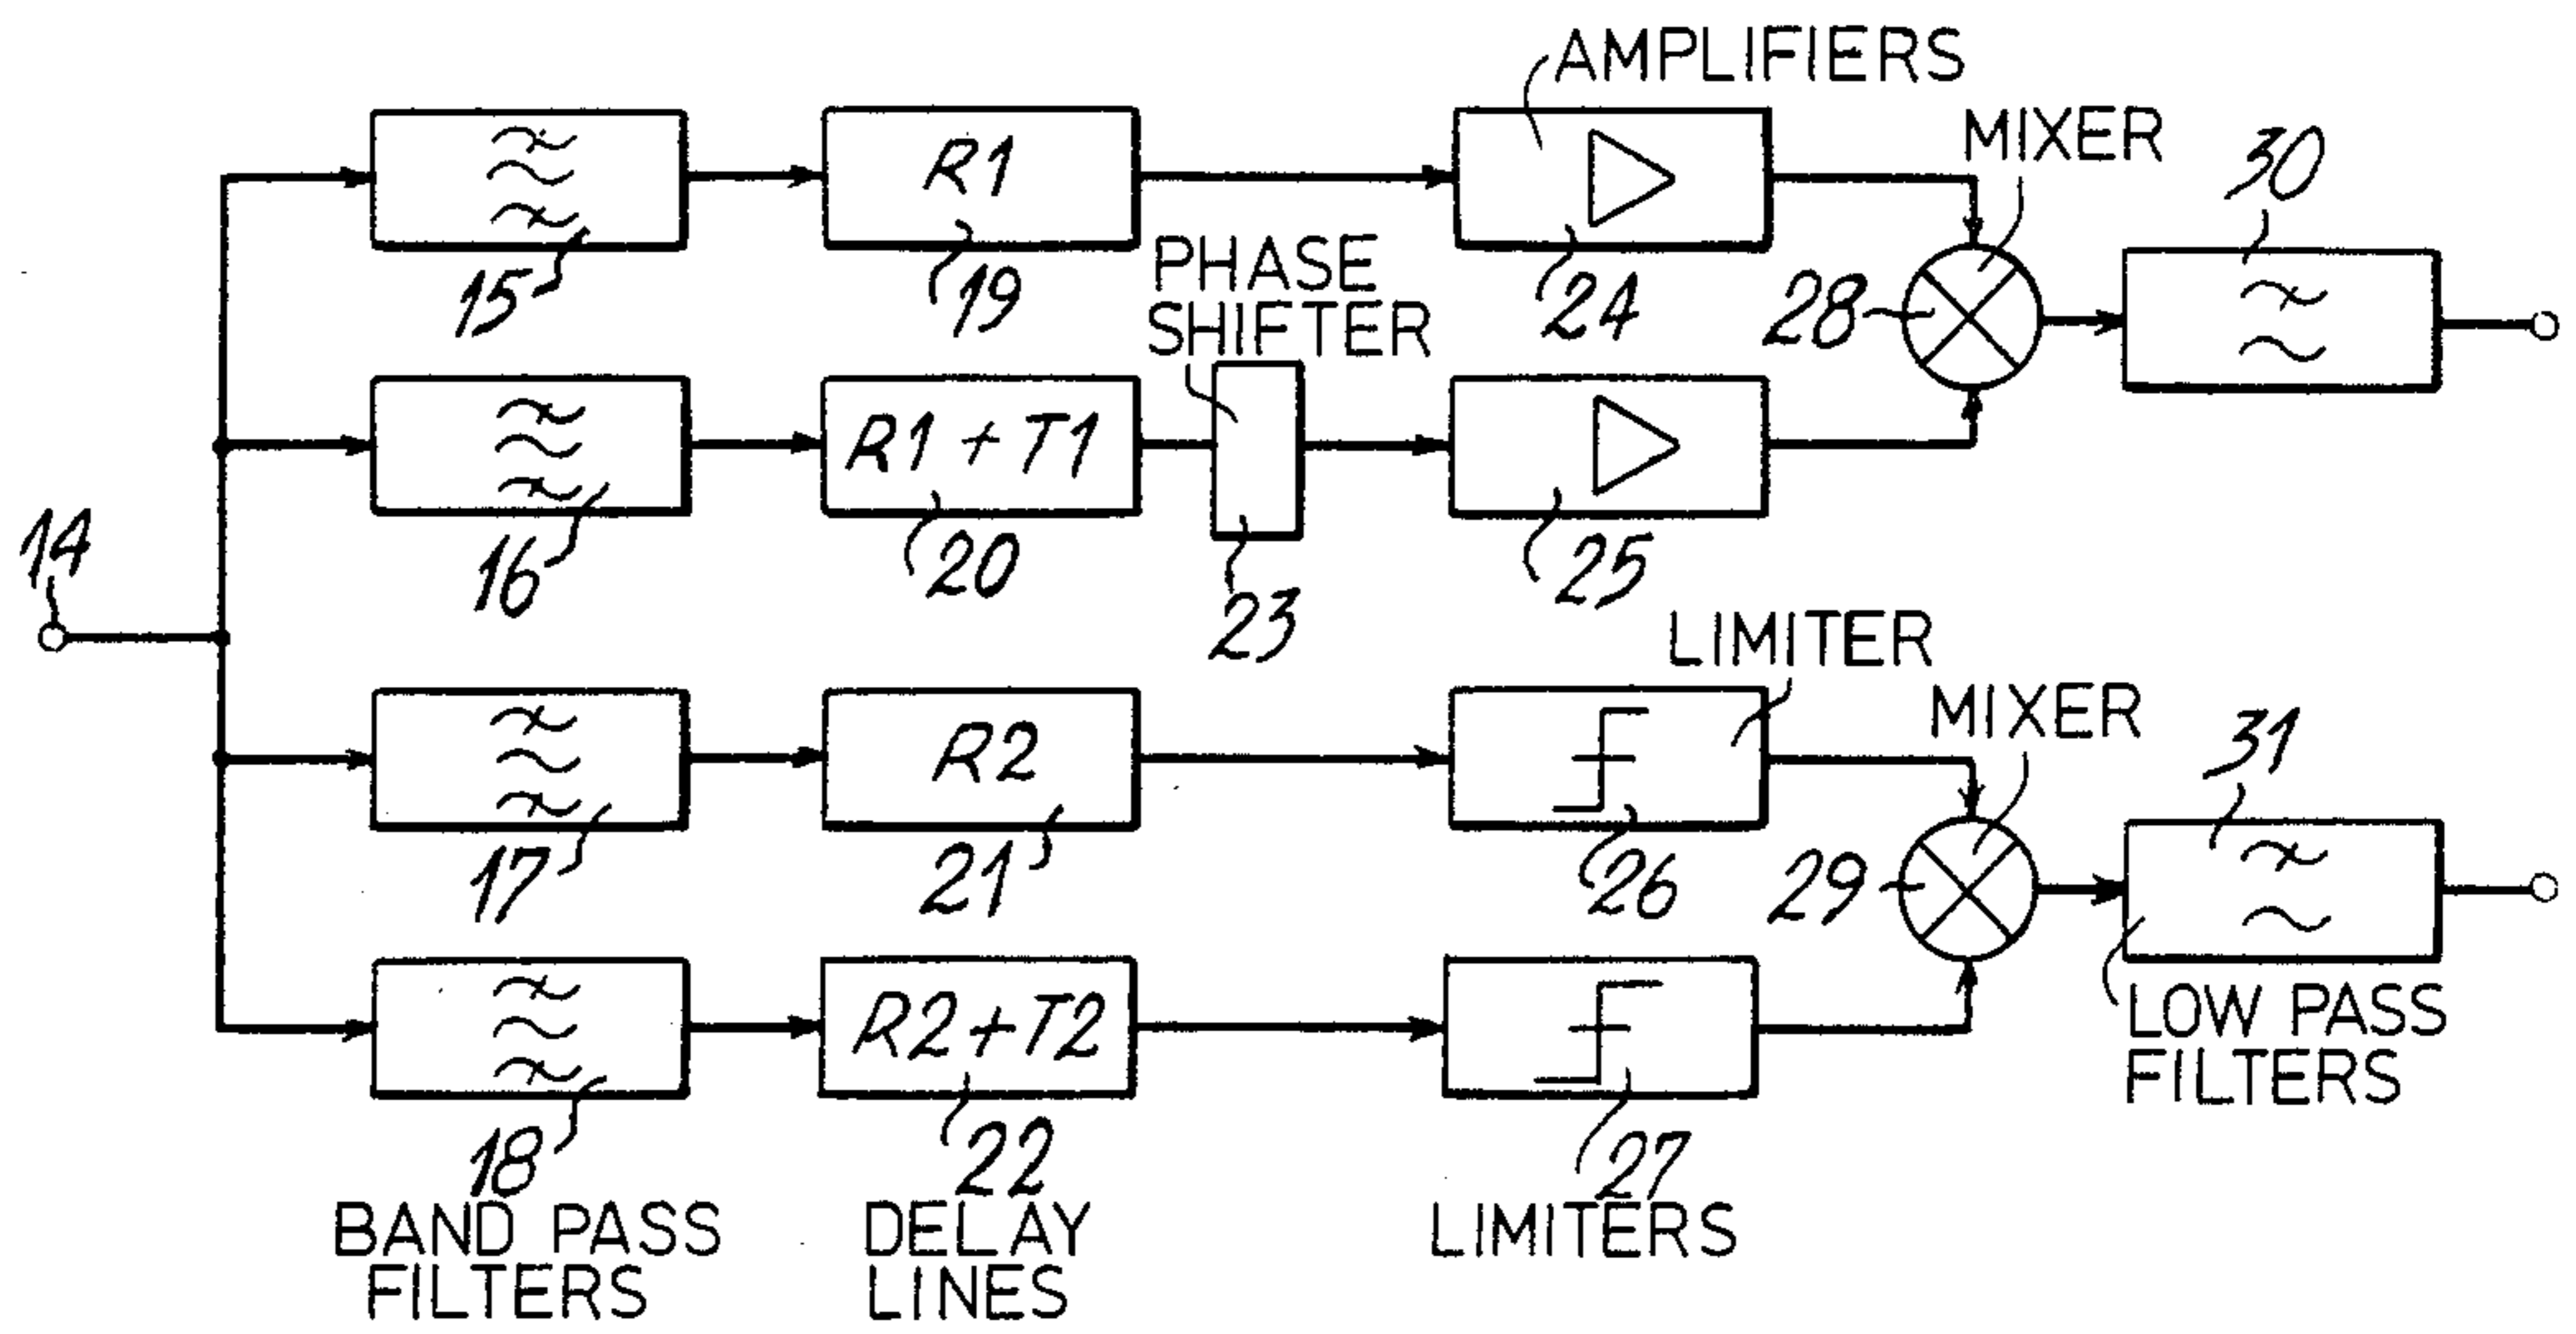 AMPLIFIERS
MIXER
30
R1
15
19
24
28
PHASE
SHIFTER
R1 + T1
14
16
20
23
25
LIMITER
MIXER
31
R2
17
21
26
29
R2+T2
LOW PASS
FILTERS
18
22
27
BAND PASS
FILTERS
DELAY
LINES
LIMITERS